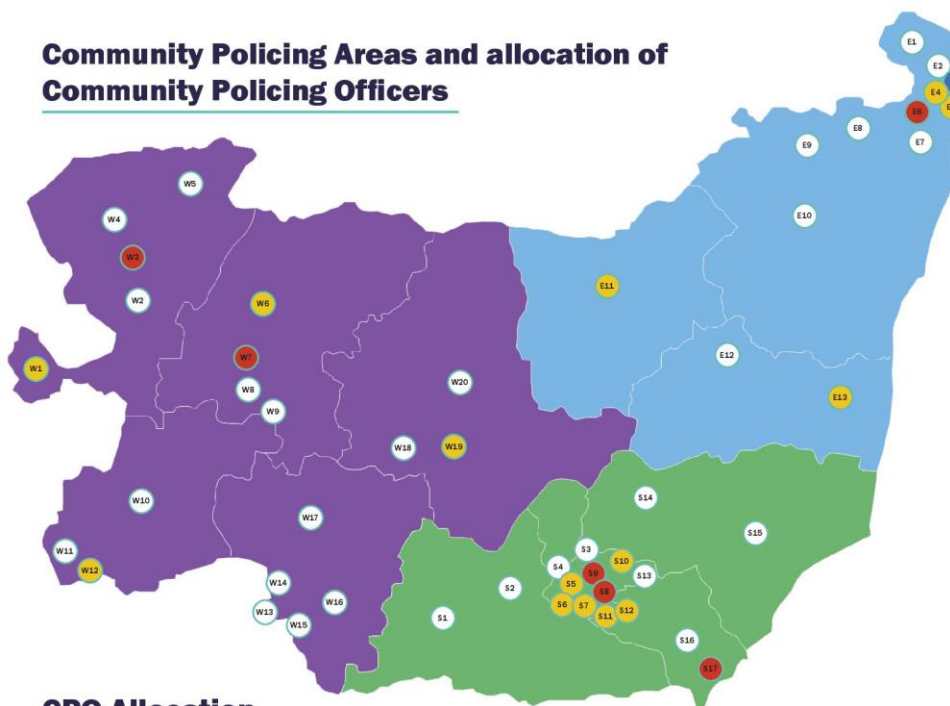 Community Policing Areas and allocation of
Community Policing Officers
E1
E2
E4
E6
E7
E8
E9
E10
W5
W4
W3
W2
E11
W6
W1
W7
W8
W9
W20
E12
E13
W18
W19
W10
W17
S14
S15
W11
W12
S3
S4
S9
S10
S13
W14
S5
S8
S2
W13
W16
S6
S7
S12
S11
W15
S1
S16
S17